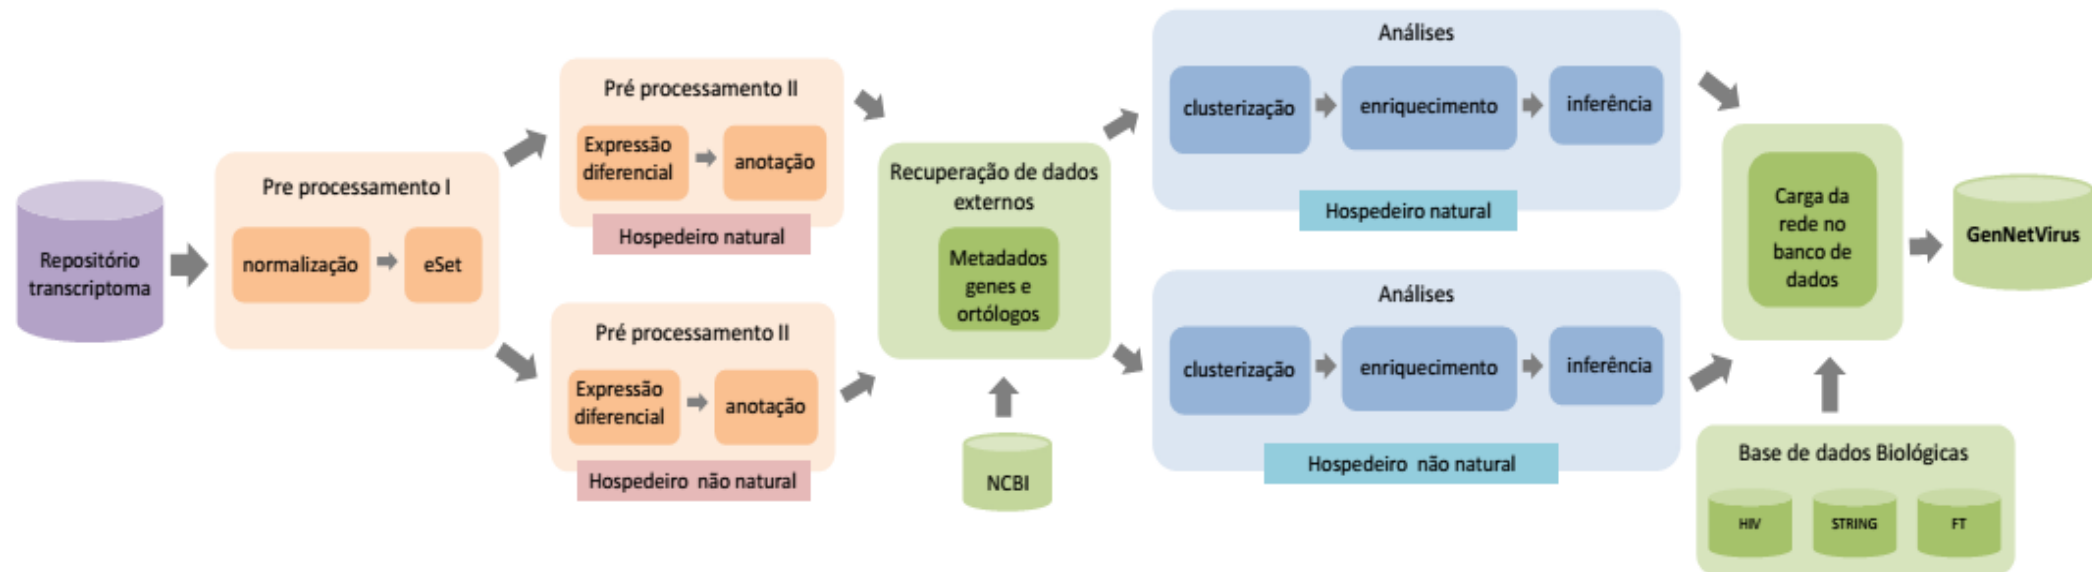 Repositório
transcriptoma
Pre processamento I
normalização
eSet
Pré processamento II
Expressão
diferencial
anotação
Hospedeiro natural
Pré processamento II
Expressão
diferencial
anotação
Hospedeiro  não natural
Recuperação de dados
externos
Metadados
genes e
ortólogos
NCBI
Análises
clusterização
enriquecimento
inferência
Hospedeiro natural
Análises
clusterização
enriquecimento
inferência
Hospedeiro  não natural
Carga da
rede no
banco de
dados
GenNetVirus
Base de dados Biológicas
HIV
STRING
FT